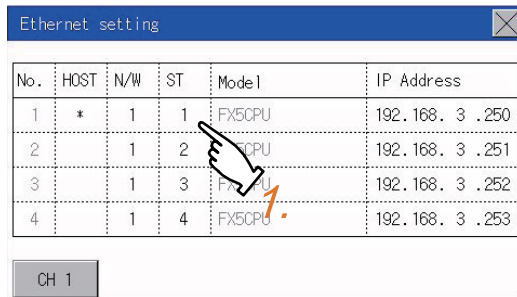 Ethernet setting
No. HOST N/W ST Model IP Address
1 * 1 1 FX5CPU 192.168. 3 .250
2 1 2 FX5CPU 192.168. 3 .251
3 1 3 FX5CPU 192.168. 3 .252
4 1 4 FX5CPU 192.168. 3 .253
1.
CH 1